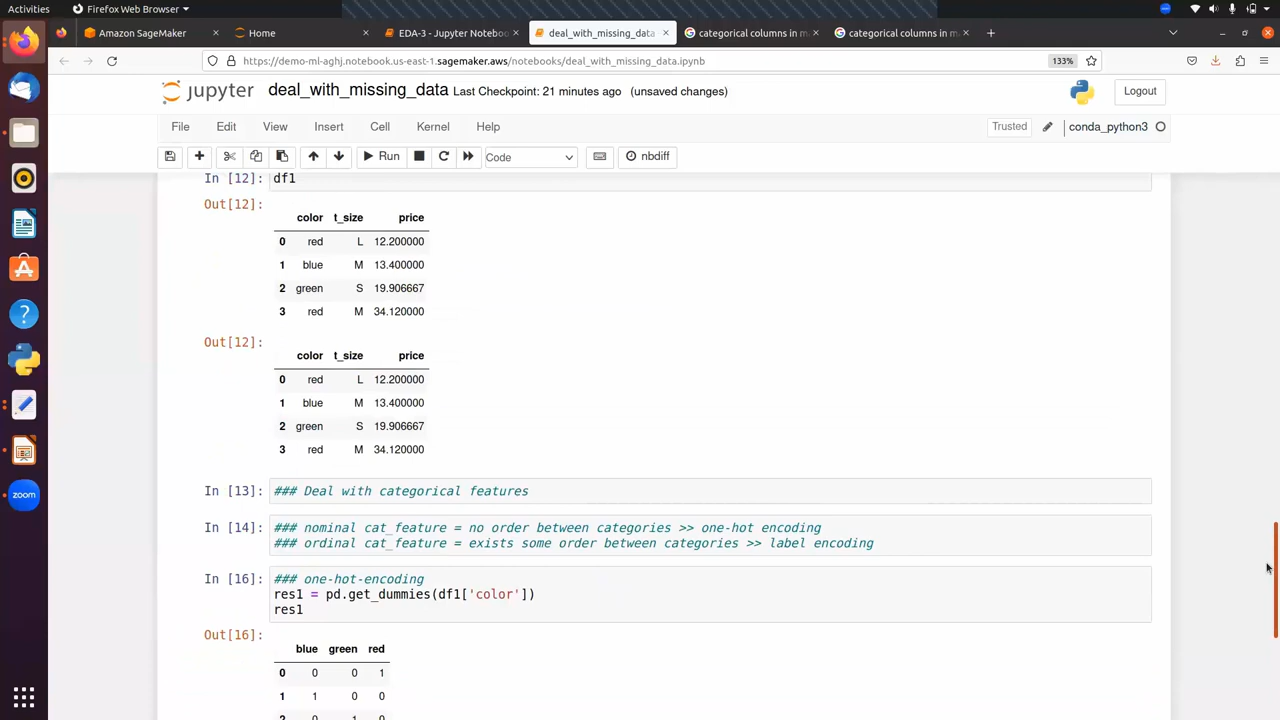 Activities
Firefox Web Browser
Amazon SageMaker
Home
EDA-3 - Jupyter Noteboo
deal_with_missing_data
categorical columns in m
categorical columns in m
https://demo-ml-aghj.notebook.us-east-1.sagemaker.aws/notebooks/deal_with_missing_data.ipynb
133%
jupyter deal_with_missing_data Last Checkpoint: 21 minutes ago (unsaved changes)
Logout
File Edit View Insert Cell Kernel Help
Trusted
conda_python3
Run
Code
nbdiff
In [12]: df1
Out[12]:
color t_size price
0 red L 12.200000
1 blue M 13.400000
2 green S 19.906667
3 red M 34.120000
Out[12]:
color t_size price
0 red L 12.200000
1 blue M 13.400000
2 green S 19.906667
3 red M 34.120000
In [13]: ### Deal with categorical features
In [14]: ### nominal cat_feature = no order between categories >> one-hot encoding
### ordinal cat_feature = exists some order between categories >> label encoding
In [16]: ### one-hot-encoding
res1 = pd.get_dummies(df1['color'])
res1
Out[16]:
blue green red
0 0 0 1
1 1 0 0
2 0 1 0
zoom